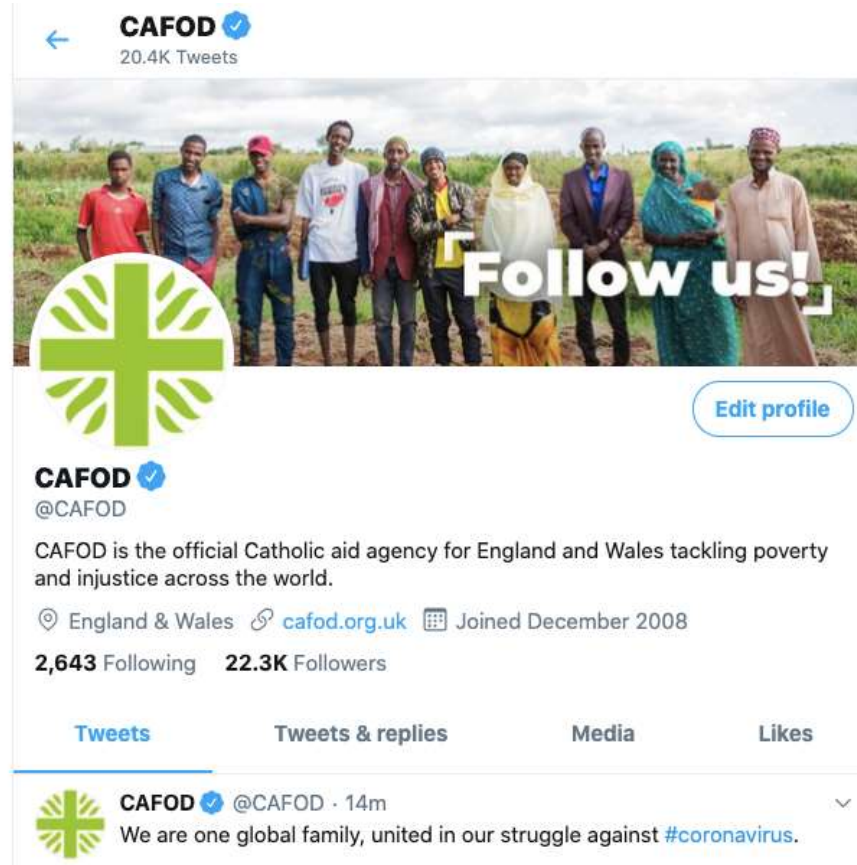 CAFOD
20.4K Tweets
Follow us!
Edit profile
CAFOD
@CAFOD
CAFOD is the official Catholic aid agency for England and Wales tackling poverty
and injustice across the world.
England & Wales cafod.org.uk Joined December 2008
2,643 Following 22.3K Followers
Tweets Tweets & replies Media Likes
CAFOD @CAFOD · 14m
We are one global family, united in our struggle against #coronavirus.